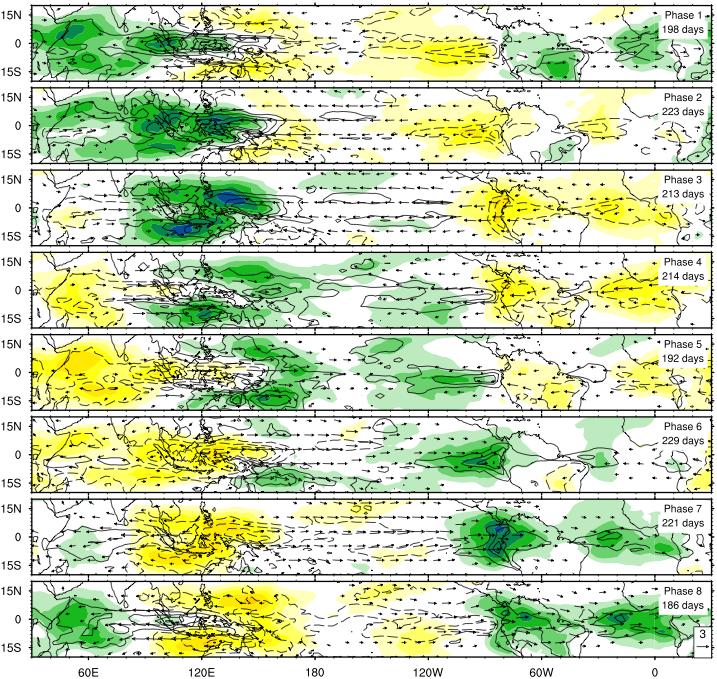 15N
0
15S
Phase 1
198 days
15N
0
15S
Phase 2
223 days
15N
0
15S
Phase 3
213 days
15N
0
15S
Phase 4
214 days
15N
0
15S
Phase 5
192 days
15N
0
15S
Phase 6
229 days
15N
0
15S
Phase 7
221 days
15N
0
15S
Phase 8
186 days
3
60E 120E 180 120W 60W 0